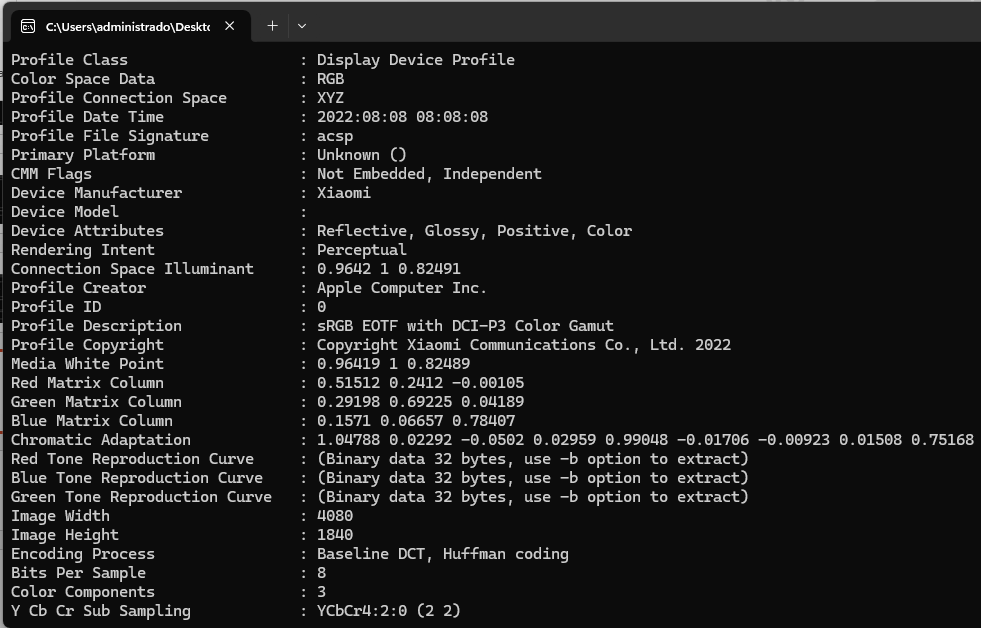 C:\Users\administrado\Deskto
Profile Class : Display Device Profile
Color Space Data : RGB
Profile Connection Space : XYZ
Profile Date Time : 2022:08:08 08:08:08
Profile File Signature : acsp
Primary Platform : Unknown ()
CMM Flags : Not Embedded, Independent
Device Manufacturer : Xiaomi
Device Model :
Device Attributes : Reflective, Glossy, Positive, Color
Rendering Intent : Perceptual
Connection Space Illuminant : 0.9642 1 0.82491
Profile Creator : Apple Computer Inc.
Profile ID : 0
Profile Description : sRGB EOTF with DCI-P3 Color Gamut
Profile Copyright : Copyright Xiaomi Communications Co., Ltd. 2022
Media White Point : 0.96419 1 0.82489
Red Matrix Column : 0.51512 0.2412 -0.00105
Green Matrix Column : 0.29198 0.69225 0.04189
Blue Matrix Column : 0.1571 0.06657 0.78407
Chromatic Adaptation : 1.04788 0.02292 -0.0502 0.02959 0.99048 -0.01706 -0.00923 0.01508 0.75168
Red Tone Reproduction Curve : (Binary data 32 bytes, use -b option to extract)
Blue Tone Reproduction Curve : (Binary data 32 bytes, use -b option to extract)
Green Tone Reproduction Curve : (Binary data 32 bytes, use -b option to extract)
Image Width : 4080
Image Height : 1840
Encoding Process : Baseline DCT, Huffman coding
Bits Per Sample : 8
Color Components : 3
Y Cb Cr Sub Sampling : YCbCr4:2:0 (2 2)